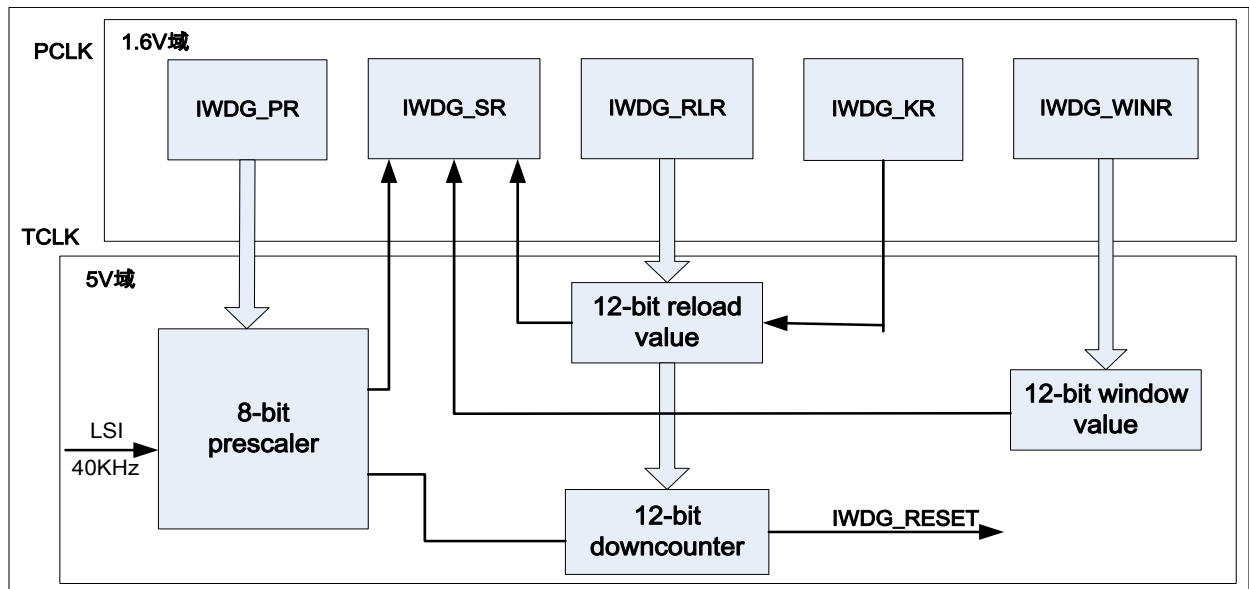 PCLK
1.6V域
IWDG_PR
IWDG_SR
IWDG_RLR
IWDG_KR
IWDG_WINR
TCLK
5V域
12-bit reload
value
8-bit
prescaler
12-bit window
value
LSI
40KHz
12-bit
downcounter
IWDG_RESET